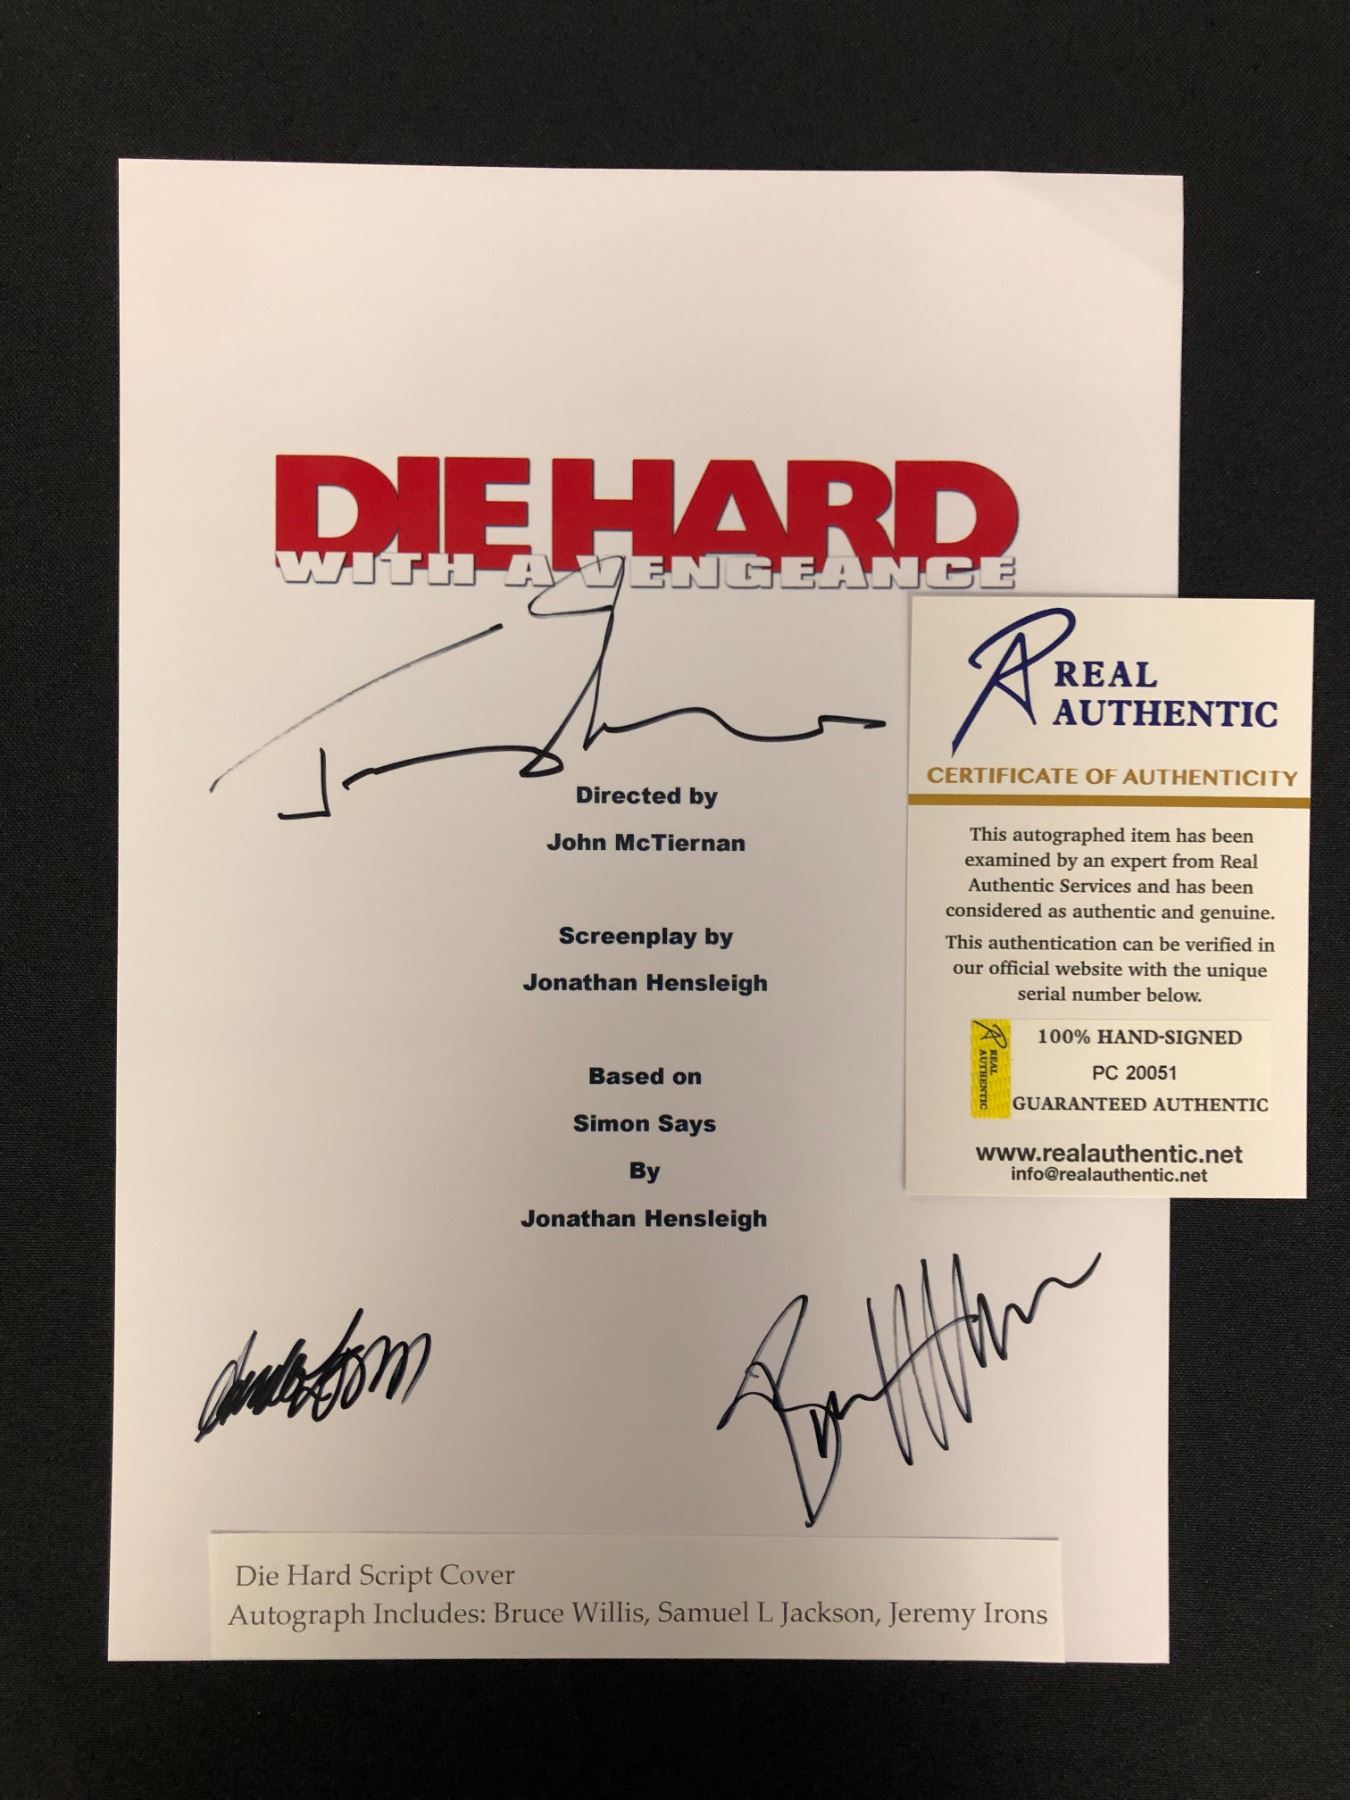 DIE HARD
WITH A VENGEANCE
Directed by
John McTiernan
Screenplay by
Jonathan Hensleigh
Based on
Simon Says
By
Jonathan Hensleigh
REAL
AUTHENTIC
CERTIFICATE OF AUTHENTICITY
This autographed item has been
examined by an expert from Real
Authentic Services and has been
considered as authentic and genuine.
This authentication can be verified in
our official website with the unique
serial number below.
REAL
AUTHENTIC
100% HAND-SIGNED
PC 20051
GUARANTEED AUTHENTIC
www.realauthentic.net
info@realauthentic.net
Die Hard Script Cover
Autograph Includes: Bruce Willis, Samuel L Jackson, Jeremy Irons